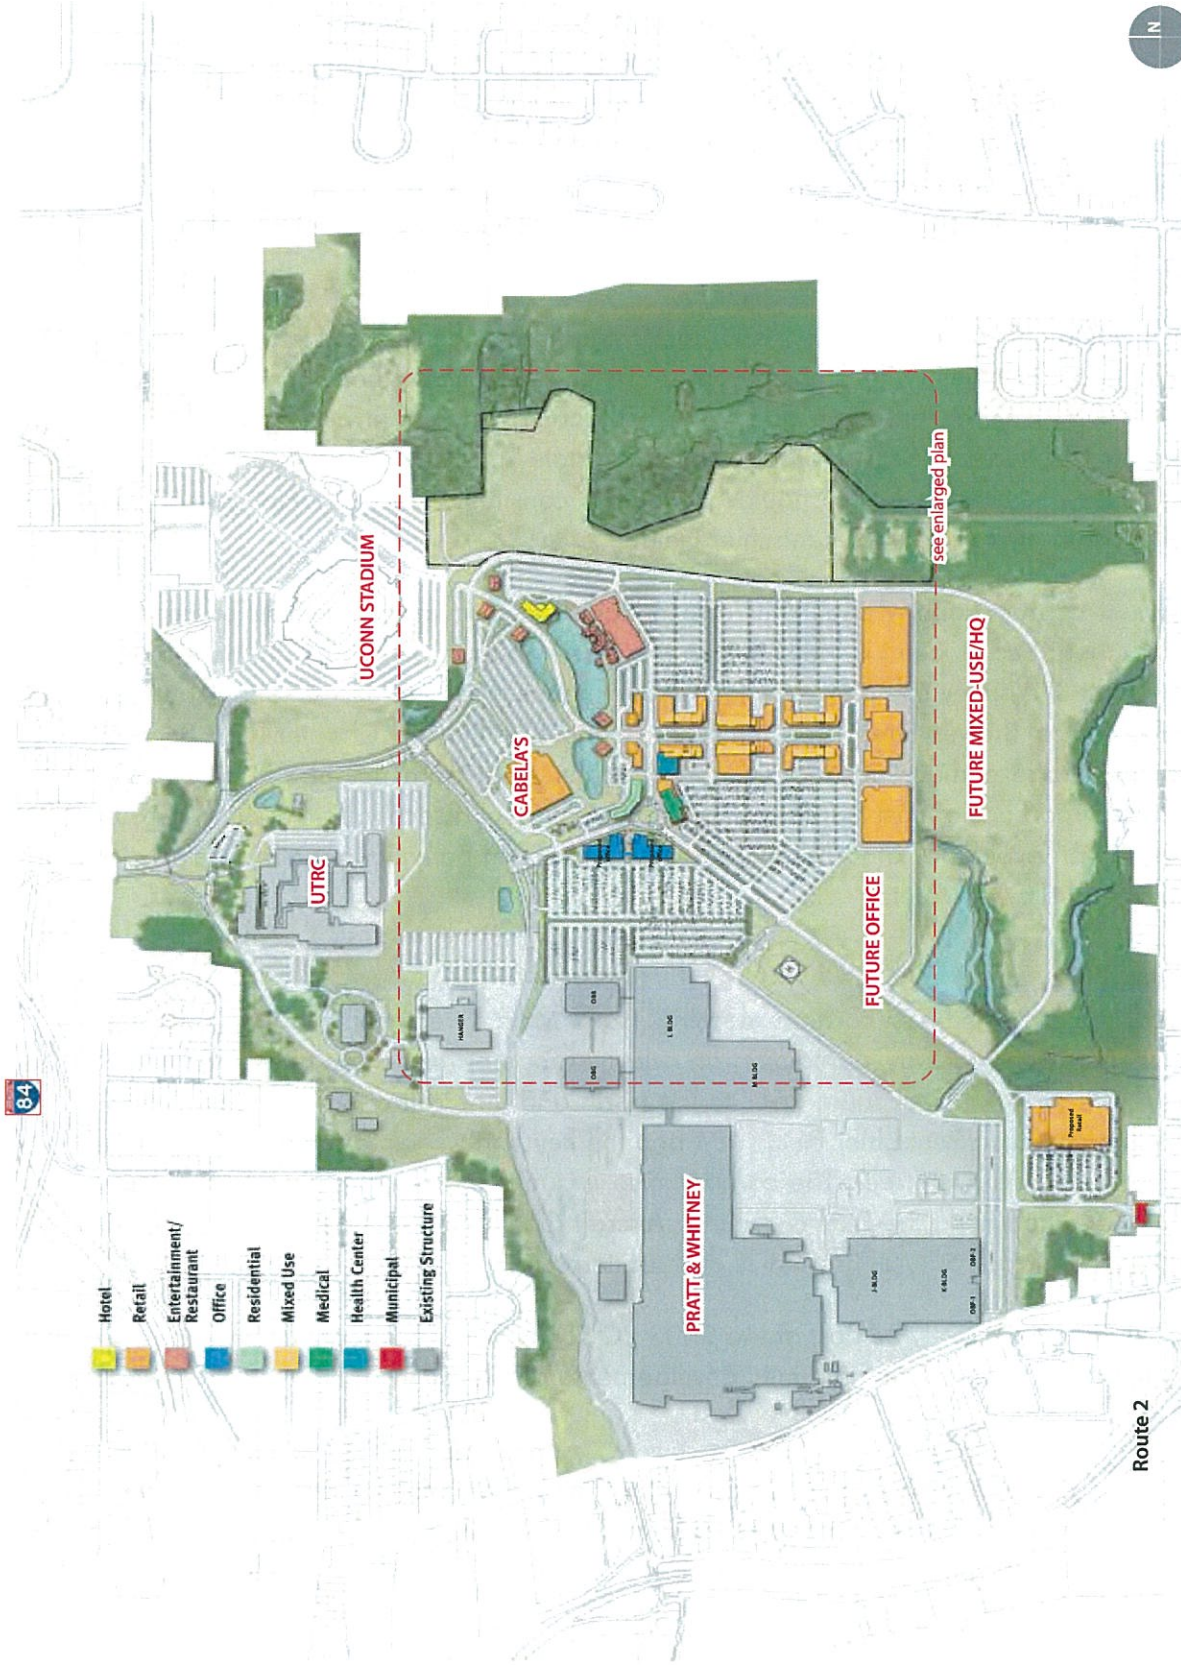 N
84
UCONN STADIUM
see enlarged plan
CABELA'S
UTRC
FUTURE MIXED-USE/HQ
FUTURE OFFICE
HANGER
L BLDG
M BLDG
PRATT & WHITNEY
J-BLDG
K-BLDG
Proposed
Retail
Hotel
Retail
Entertainment/
Restaurant
Office
Residential
Mixed Use
Medical
Health Center
Municipal
Existing Structure
Route 2